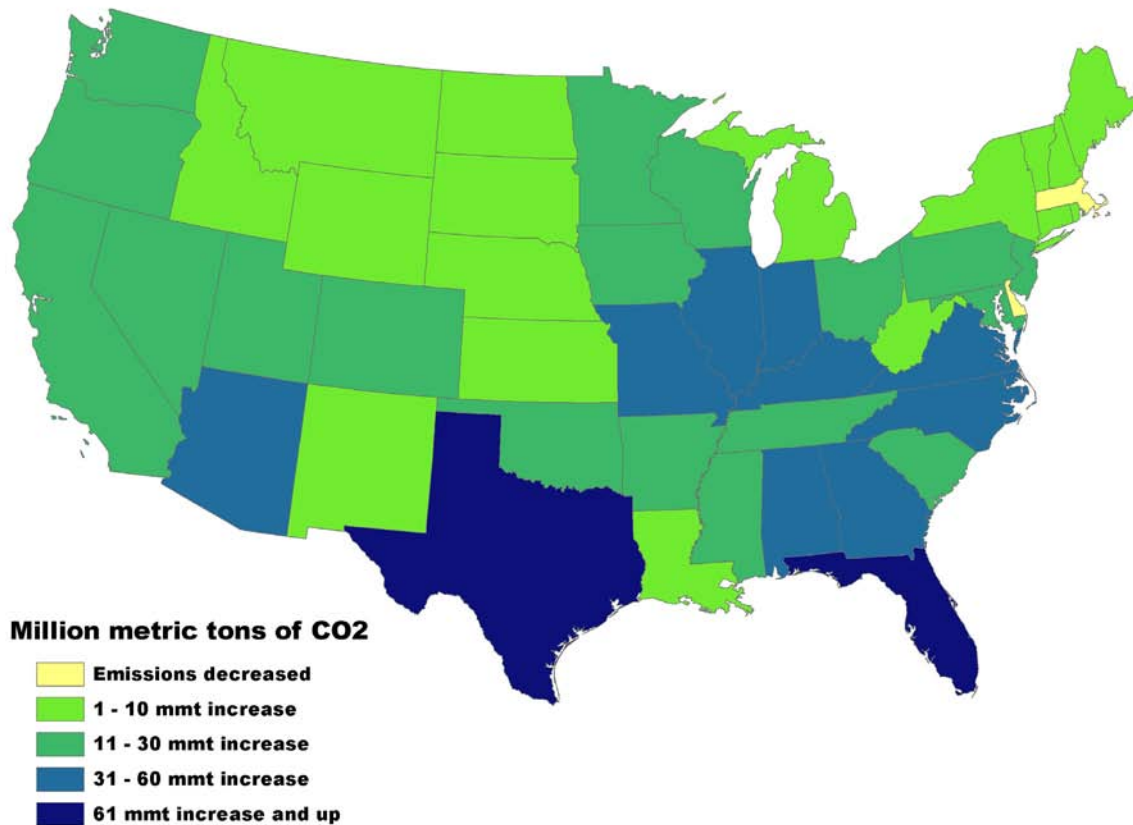 Million metric tons of CO2
Emissions decreased
1 - 10 mmt increase
11 - 30 mmt increase
31 - 60 mmt increase
61 mmt increase and up